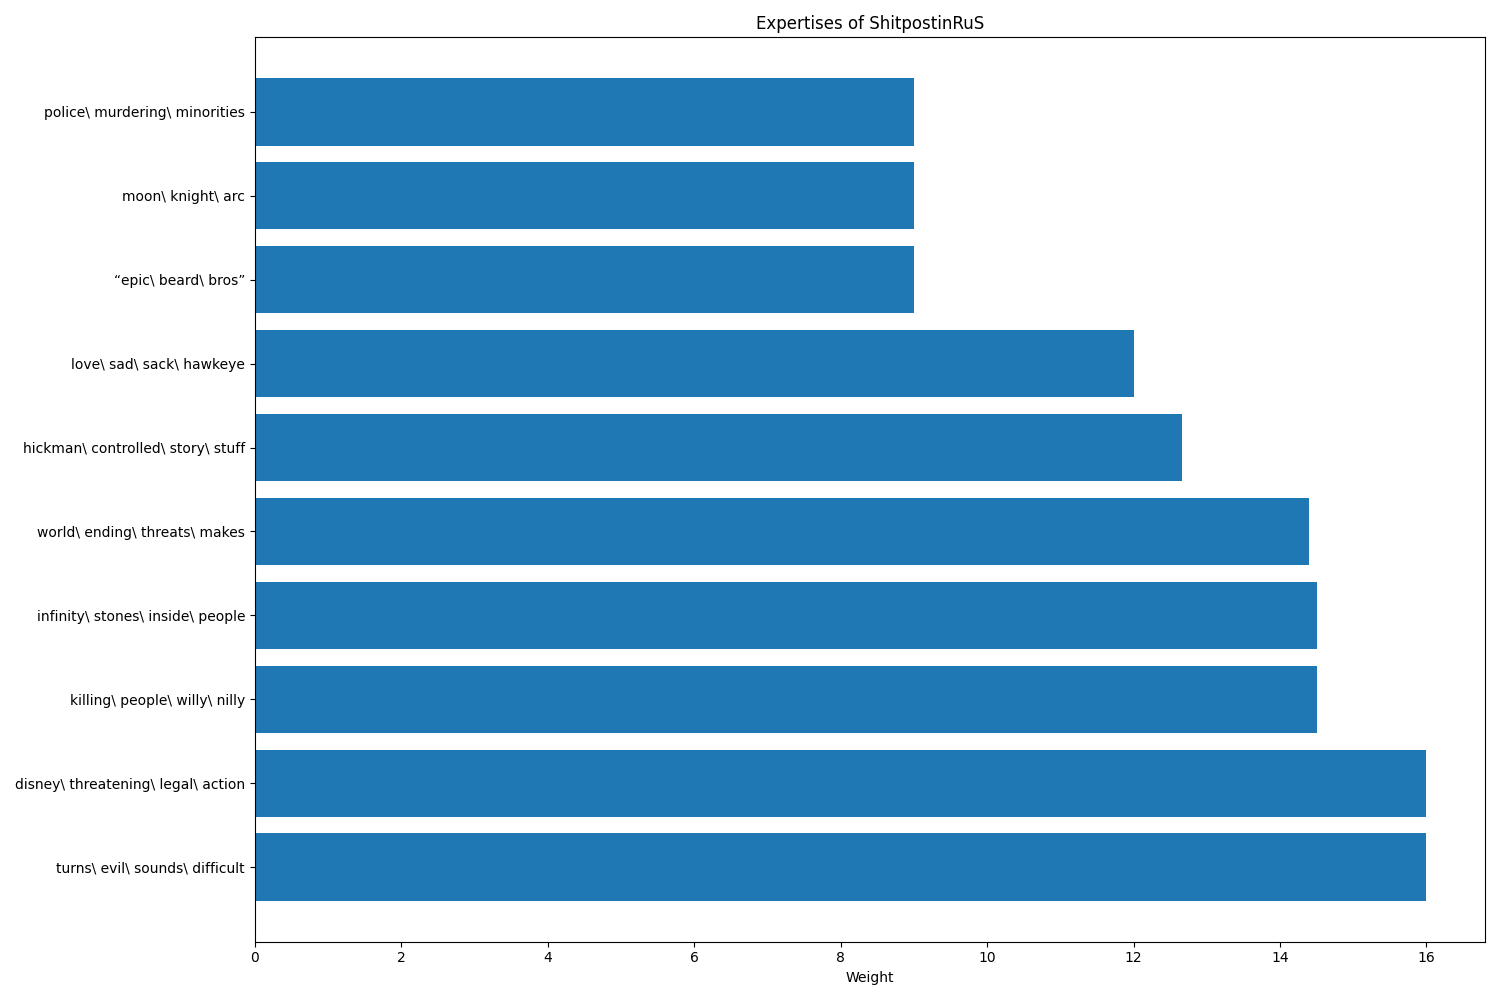 Expertises of ShitpostinRuS
police\ murdering\ minorities
moon\ knight\ arc
“epic\ beard\ bros”
love\ sad\ sack\ hawkeye
hickman\ controlled\ story\ stuff
world\ ending\ threats\ makes
infinity\ stones\ inside\ people
killing\ people\ willy\ nilly
disney\ threatening\ legal\ action
turns\ evil\ sounds\ difficult
0 2 4 6 8 10 12 14 16
Weight